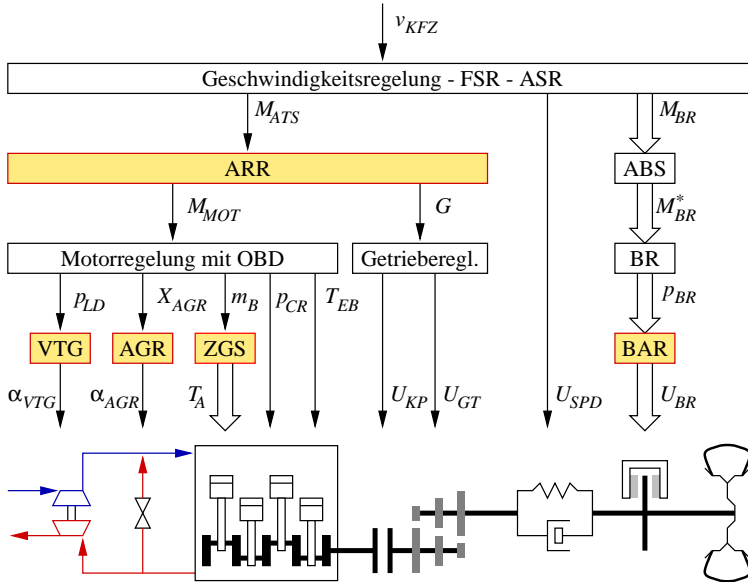 v_KFZ
Geschwindigkeitsregelung - FSR - ASR
M_ATS M_BR
ARR ABS
M_MOT G M*_BR
Motorregelung mit OBD Getrieberegl. BR
p_LD X_AGR m_B p_CR T_EB p_BR
VTG AGR ZGS BAR
α_VTG α_AGR T_A U_KP U_GT U_SPD U_BR